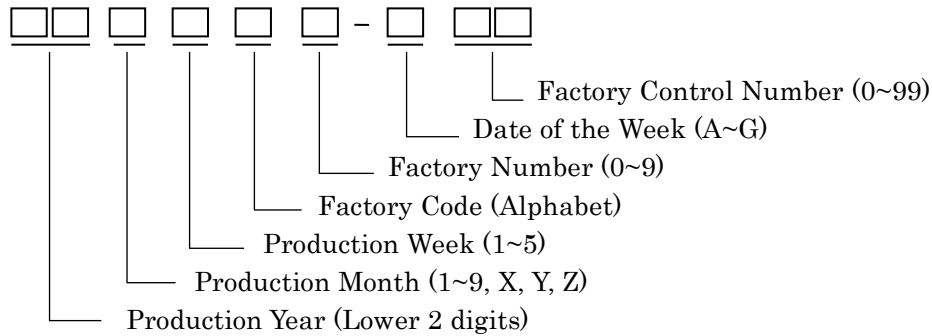 □□ □ □ □ □ – □ □□
Factory Control Number (0~99)
Date of the Week (A~G)
Factory Number (0~9)
Factory Code (Alphabet)
Production Week (1~5)
Production Month (1~9, X, Y, Z)
Production Year (Lower 2 digits)